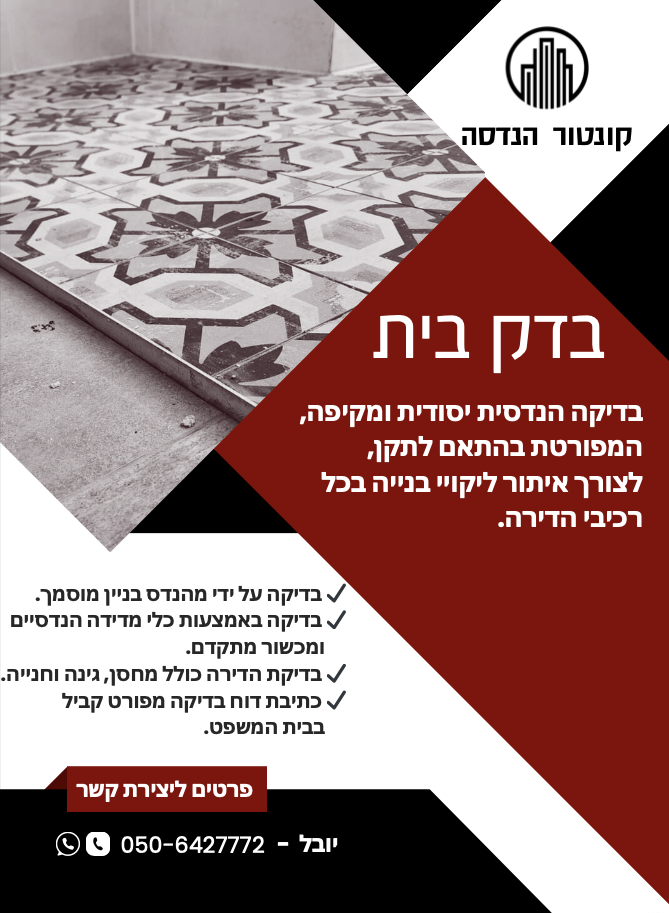 קונטור הנדסה
בדק בית
בדיקה הנדסית יסודית ומקיפה,
המפורטת בהתאם לתקן,
לצורך איתור ליקויי בנייה בכל
רכיבי הדירה.
בדיקה על ידי מהנדס בניין מוסמך.
בדיקה באמצעות כלי מדידה הנדסיים
ומכשור מתקדם.
בדיקת הדירה כולל מחסן, גינה וחנייה.
כתיבת דוח בדיקה מפורט קביל
בבית המשפט.
פרטים ליצירת קשר
יובל - 050-6427772